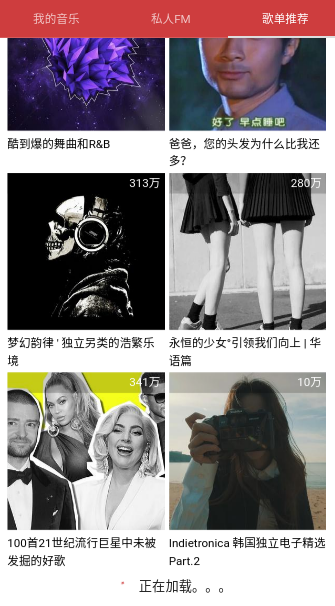 我的音乐 私人FM 歌单推荐
好了 早点睡吧
酷到爆的舞曲和R&B
爸爸，您的头发为什么比我还
多?
313万 280万
梦幻韵律 ' 独立另类的浩繁乐
境
永恒的少女°引领我们向上 | 华
语篇
341万 10万
100首21世纪流行巨星中未被
发掘的好歌
Indietronica 韩国独立电子精选
Part.2
正在加载。。。